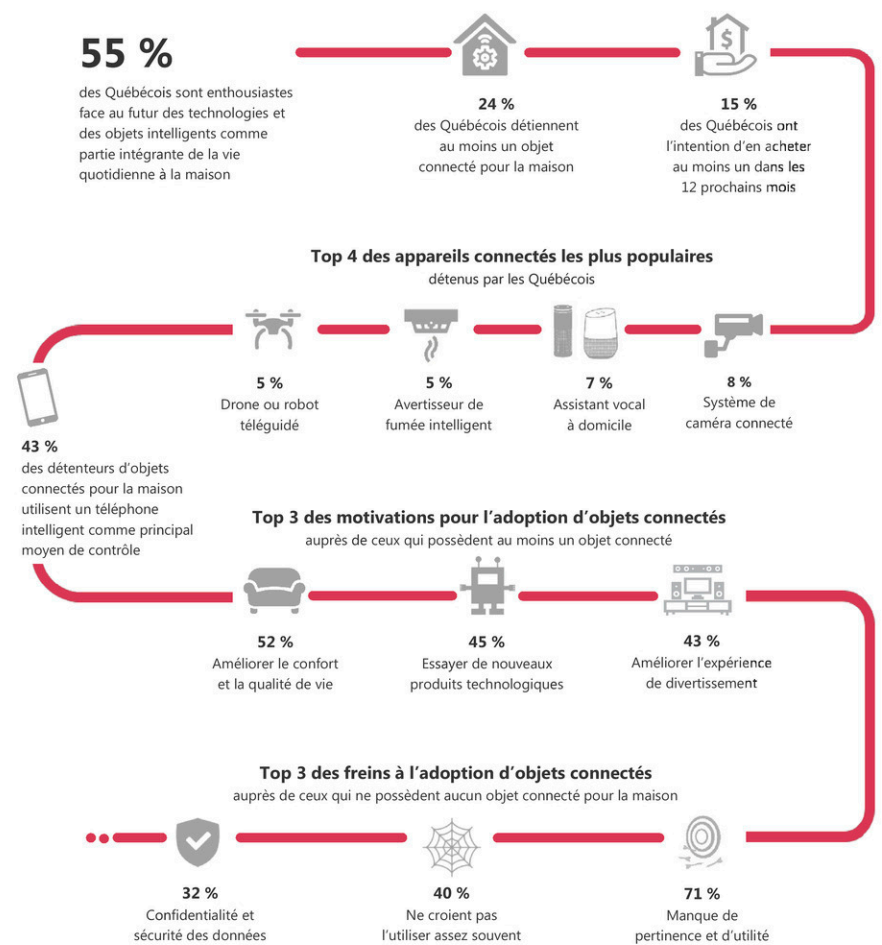 55 %
des Québécois sont enthousiastes
face au futur des technologies et
des objets intelligents comme
partie intégrante de la vie
quotidienne à la maison
24 %
des Québécois détiennent
au moins un objet
connecté pour la maison
15 %
des Québécois ont
l'intention d'en acheter
au moins un dans les
12 prochains mois
Top 4 des appareils connectés les plus populaires
détenus par les Québécois
8 %
Système de
caméra connecté
7 %
Assistant vocal
à domicile
5 %
Avertisseur de
fumée intelligent
5 %
Drone ou robot
téléguidé
43 %
des détenteurs d'objets
connectés pour la maison
utilisent un téléphone
intelligent comme principal
moyen de contrôle
Top 3 des motivations pour l'adoption d'objets connectés
auprès de ceux qui possèdent au moins un objet connecté
52 %
Améliorer le confort
et la qualité de vie
45 %
Essayer de nouveaux
produits technologiques
43 %
Améliorer l'expérience
de divertissement
Top 3 des freins à l'adoption d'objets connectés
auprès de ceux qui ne possèdent aucun objet connecté pour la maison
71 %
Manque de
pertinence et d'utilité
40 %
Ne croient pas
l'utiliser assez souvent
32 %
Confidentialité et
sécurité des données
$